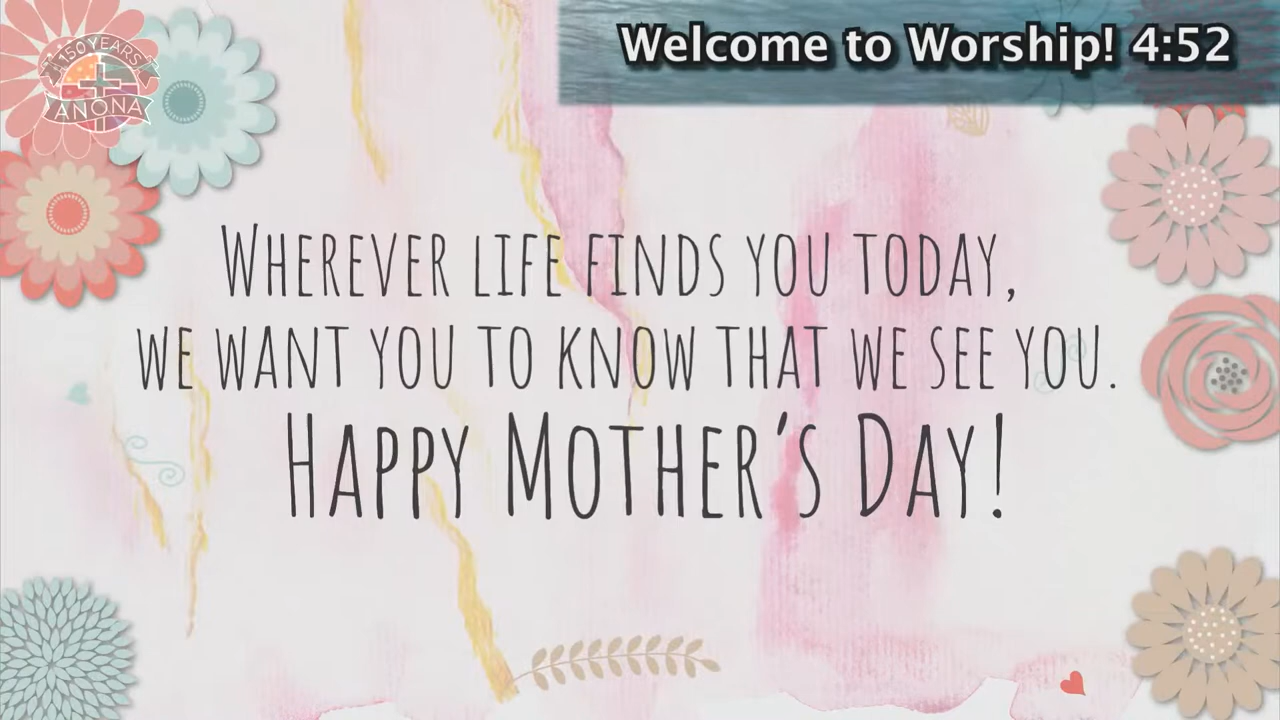 150 YEARS
ANONA
Welcome to Worship! 4:52
WHEREVER LIFE FINDS YOU TODAY,
WE WANT YOU TO KNOW THAT WE SEE YOU.
HAPPY MOTHER'S DAY!